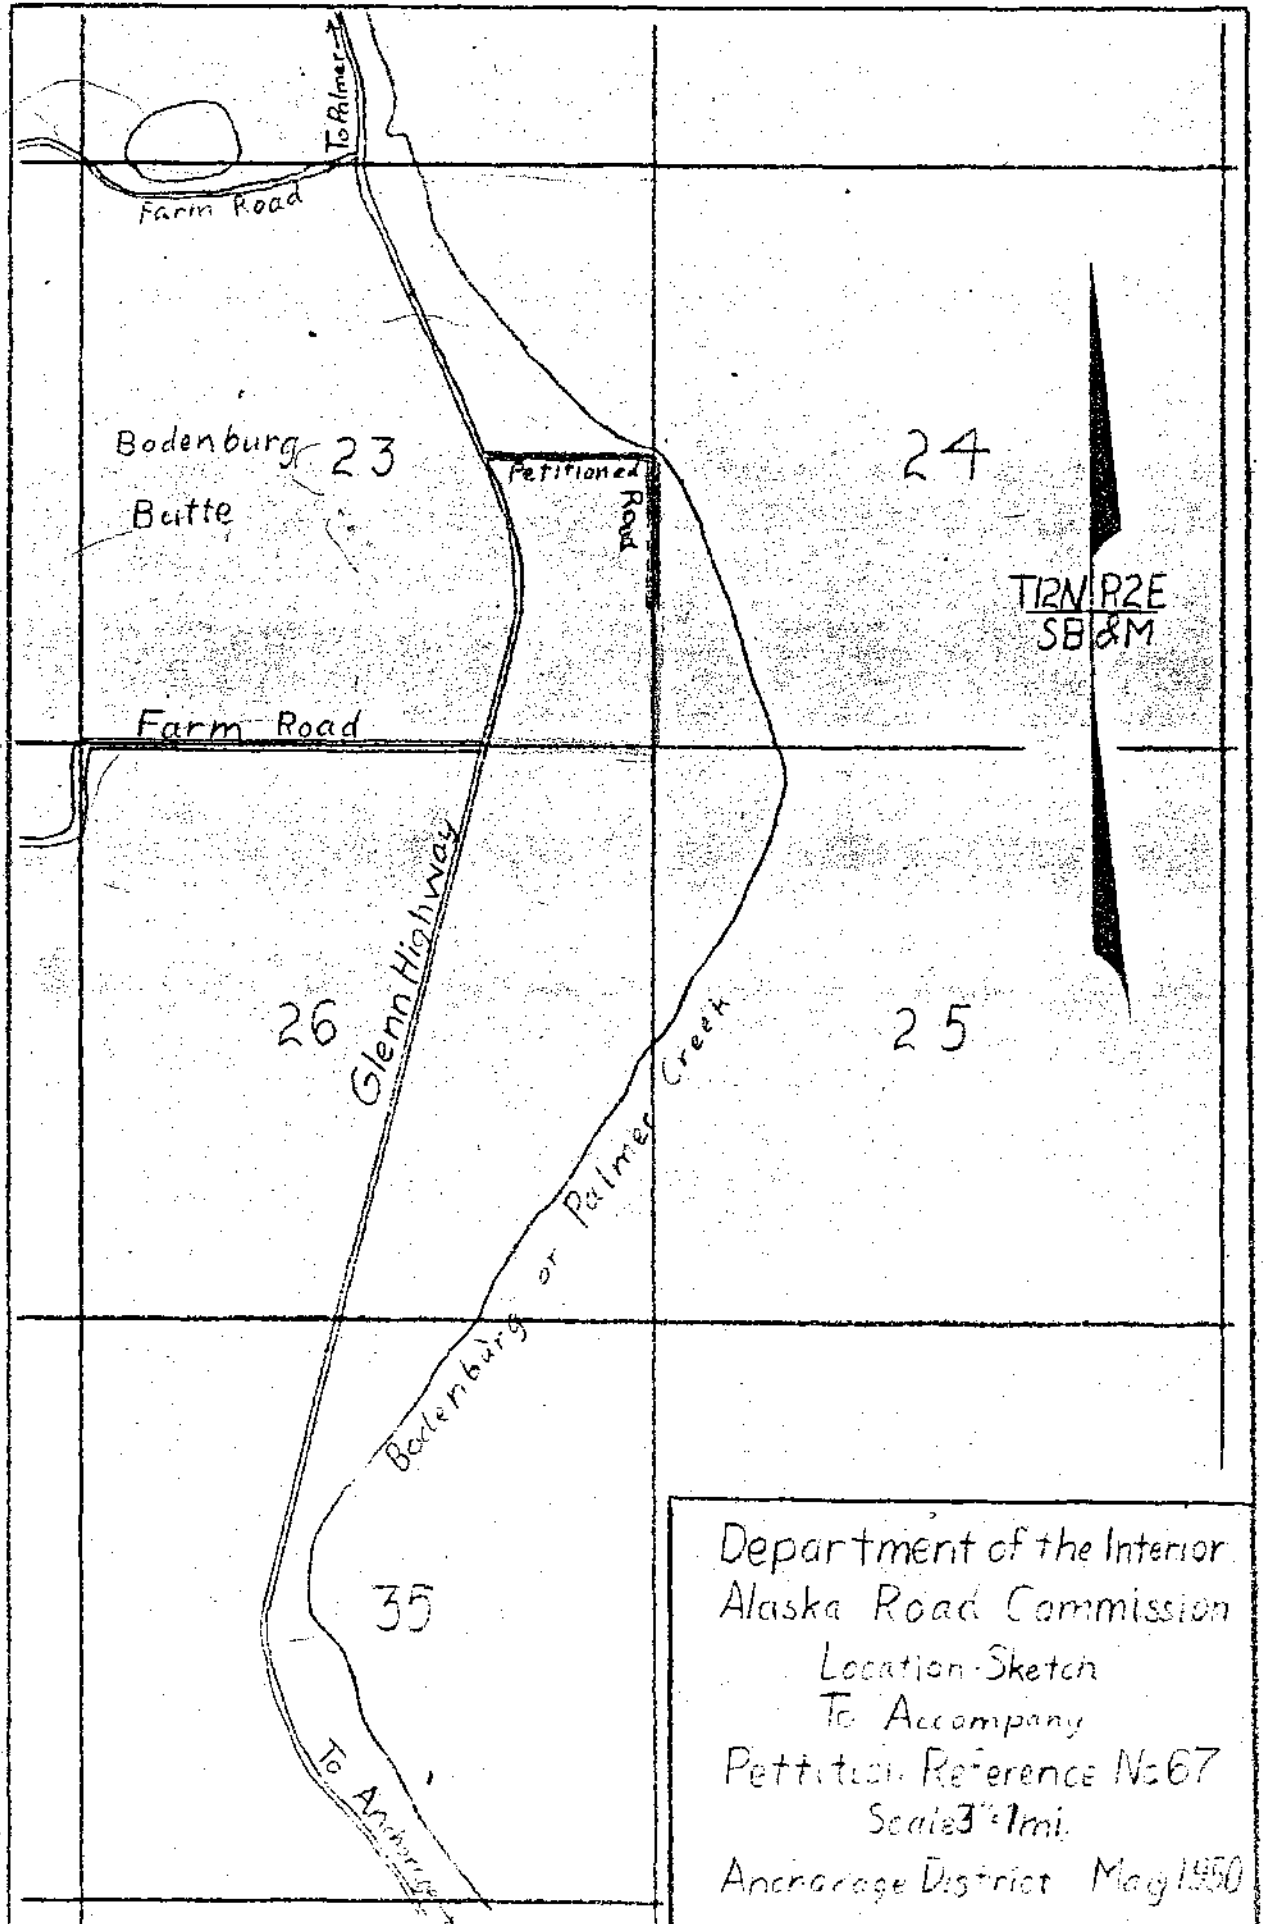 To Palmer
Farm Road
Bodenburg
Butte
23
24
Petitioned
Road
T12N R2E
SB &M
Farm Road
Glenn Highway
26
25
Bodenburg or Palmer Creek
35
To Anchorage
Department of the Interior
Alaska Road Commission
Location Sketch
To Accompany
Pettition Reference No 67
Scale 3"=1mi.
Anchorage District May 1950